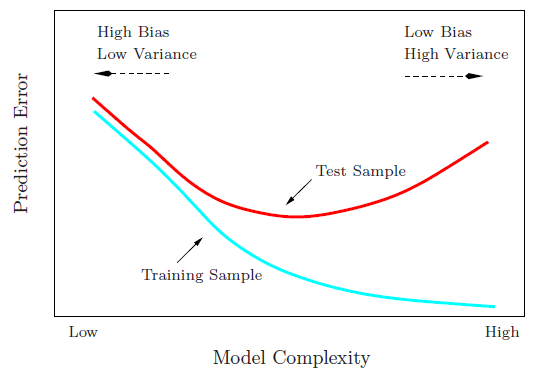 High Bias
Low Variance
Low Bias
High Variance
Prediction Error
Test Sample
Training Sample
Low
High
Model Complexity